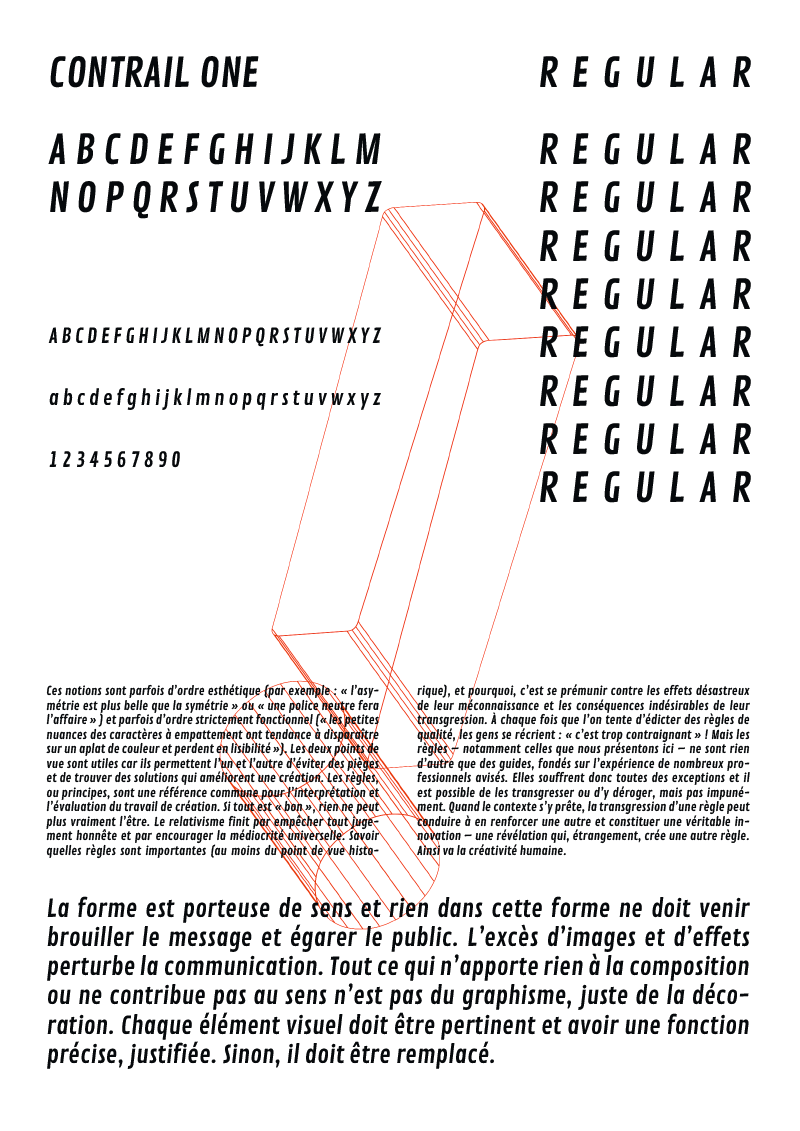 CONTRAIL ONE
REGULAR
ABCDEFGHIJKLM
NOPQRSTUVWXYZ
REGULAR
REGULAR
REGULAR
REGULAR
REGULAR
REGULAR
REGULAR
REGULAR
ABCDEFGHIJKLMNOPQRSTUVWXYZ
abcdefghijklmnopqrstuvwxyz
1234567890
Ces notions sont parfois d’ordre esthétique (par exemple : « l’asy-
métrie est plus belle que la symétrie » ou « une police neutre fera
l’affaire » ) et parfois d’ordre strictement fonctionnel (« les petites
nuances des caractères à empattement ont tendance à disparaître
sur un aplat de couleur et perdent en lisibilité »). Les deux points de
vue sont utiles car ils permettent l’un et l’autre d’éviter des pièges
et de trouver des solutions qui améliorent une création. Les règles,
ou principes, sont une référence commune pour l’interprétation et
l’évaluation du travail de création. Si tout est « bon » , rien ne peut
plus vraiment l’être. Le relativisme finit par empêcher tout juge-
ment honnête et par encourager la médiocrité universelle. Savoir
quelles règles sont importantes (au moins du point de vue histo-
rique), et pourquoi, c’est se prémunir contre les effets désastreux
de leur méconnaissance et les conséquences indésirables de leur
transgression. À chaque fois que l’on tente d’édicter des règles de
qualité, les gens se récrient : « c’est trop contraignant » ! Mais les
règles — notamment celles que nous présentons ici — ne sont rien
d’autre que des guides, fondés sur l’expérience de nombreux pro-
fessionnels avisés. Elles souffrent donc toutes des exceptions et il
est possible de les transgresser ou d’y déroger, mais pas impuné-
ment. Quand le contexte s’y prête, la transgression d’une règle peut
conduire à en renforcer une autre et constituer une véritable in-
novation — une révélation qui, étrangement, crée une autre règle.
Ainsi va la créativité humaine.
La forme est porteuse de sens et rien dans cette forme ne doit venir
brouiller le message et égarer le public. L’excès d’images et d’effets
perturbe la communication. Tout ce qui n’apporte rien à la composition
ou ne contribue pas au sens n’est pas du graphisme, juste de la déco-
ration. Chaque élément visuel doit être pertinent et avoir une fonction
précise, justifiée. Sinon, il doit être remplacé.